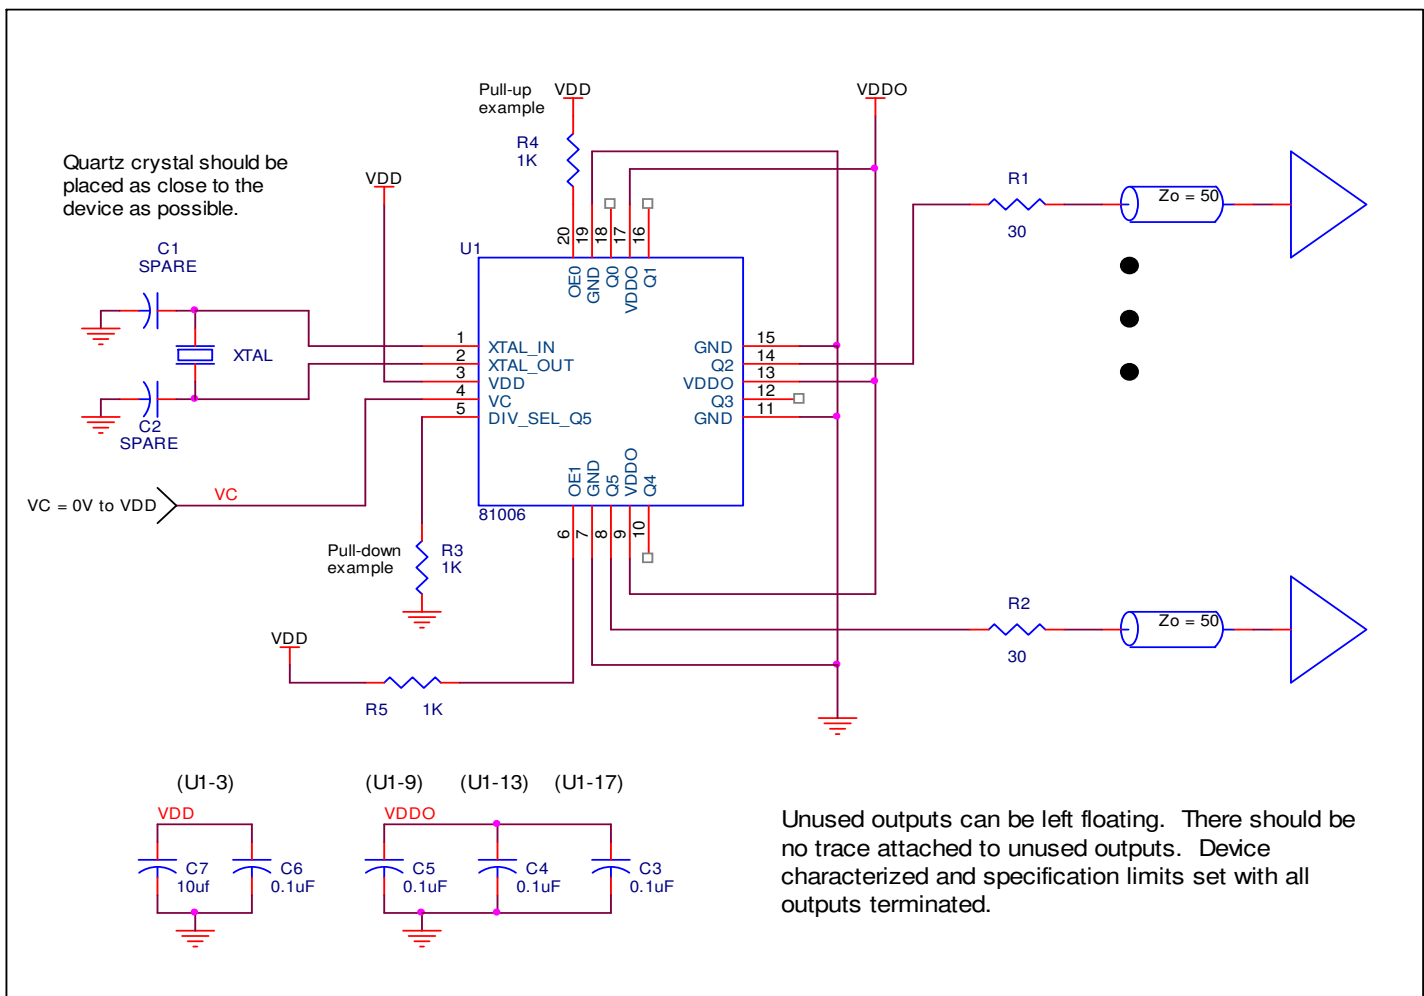 Pull-up
example
VDD
VDDO
R4
1K
Quartz crystal should be
placed as close to the
device as possible.
VDD
R1
Zo = 50
30
C1
SPARE
U1
20
19
18
17
16
OE0
GND
Q0
VDDO
Q1
XTAL
1
2
3
4
5
XTAL_IN
XTAL_OUT
VDD
VC
DIV_SEL_Q5
GND
Q2
VDDO
Q3
GND
15
14
13
12
11
C2
SPARE
OE1
GND
Q5
VDDO
Q4
VC = 0V to VDD
VC
81006
6
7
8
9
10
Pull-down
example
R3
1K
R2
Zo = 50
30
VDD
R5
1K
(U1-3)
(U1-9)
(U1-13)
(U1-17)
VDD
VDDO
C7
10uf
C6
0.1uF
C5
0.1uF
C4
0.1uF
C3
0.1uF
Unused outputs can be left floating. There should be
no trace attached to unused outputs. Device
characterized and specification limits set with all
outputs terminated.